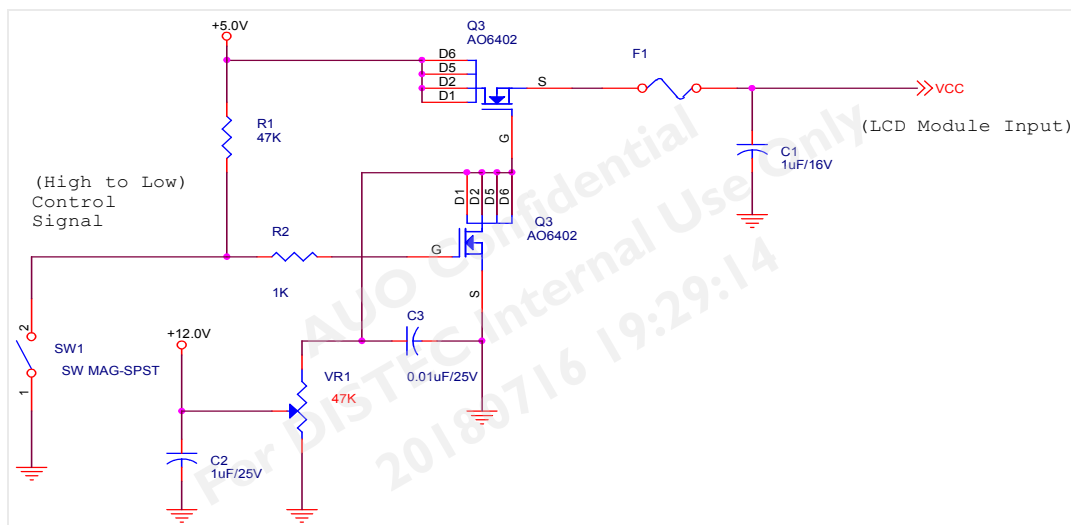 +5.0V
Q3
AO6402
D6
D5
D2
D1
S
G
F1
VCC
(LCD Module Input)
R1
47K
C1
1uF/16V
(High to Low)
Control
Signal
D1
D2
D5
D6
Q3
AO6402
R2
1K
G
S
+12.0V
C3
0.01uF/25V
2
1
SW1
SW MAG-SPST
VR1
47K
C2
1uF/25V
AUO Confidential
For DISTEC Internal Use Only
20180716 19:29:14